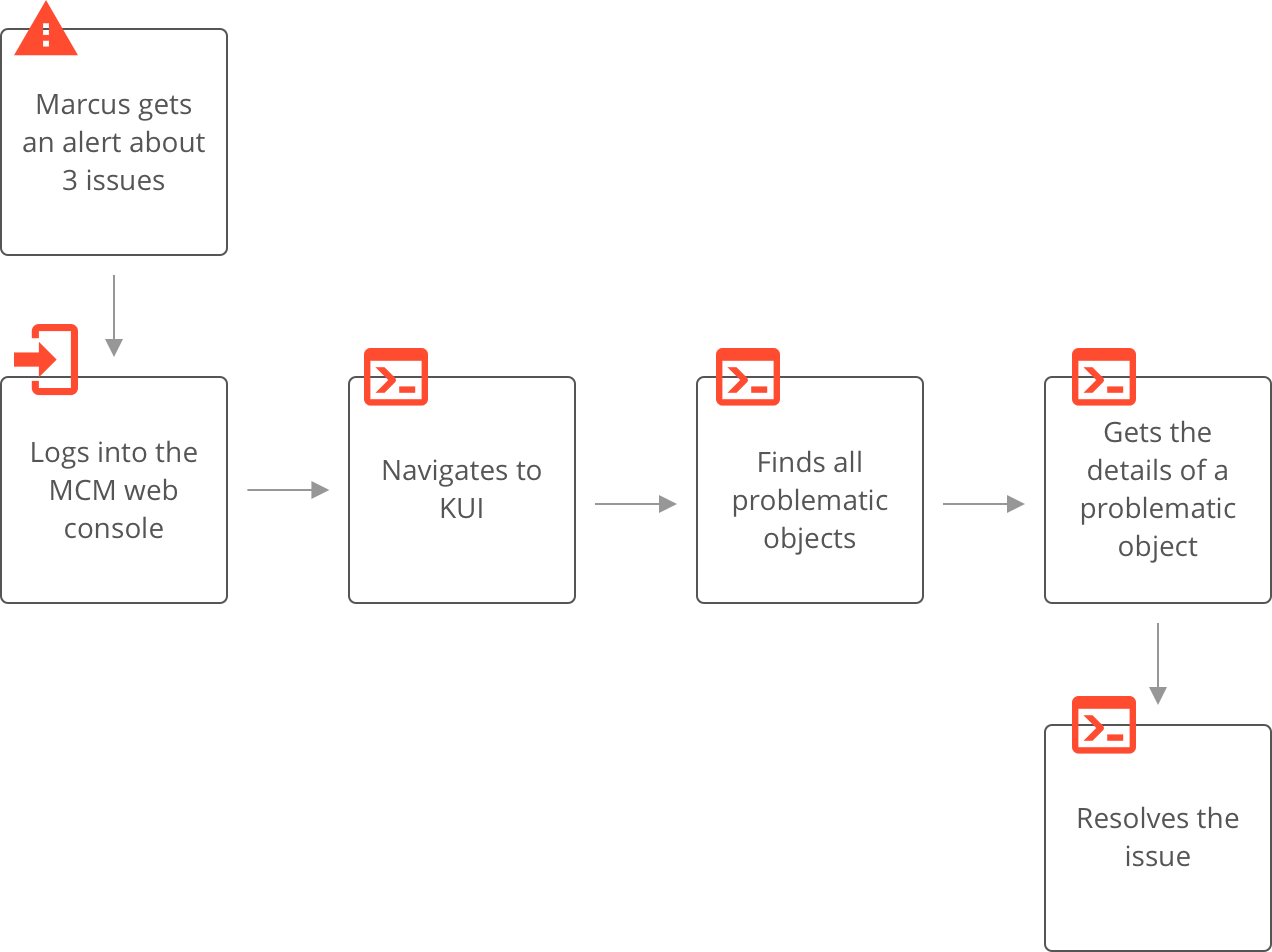 Marcus gets
an alert about
3 issues
Logs into the
MCM web
console
Navigates to
KUI
Finds all
problematic
objects
Gets the
details of a
problematic
object
Resolves the
issue